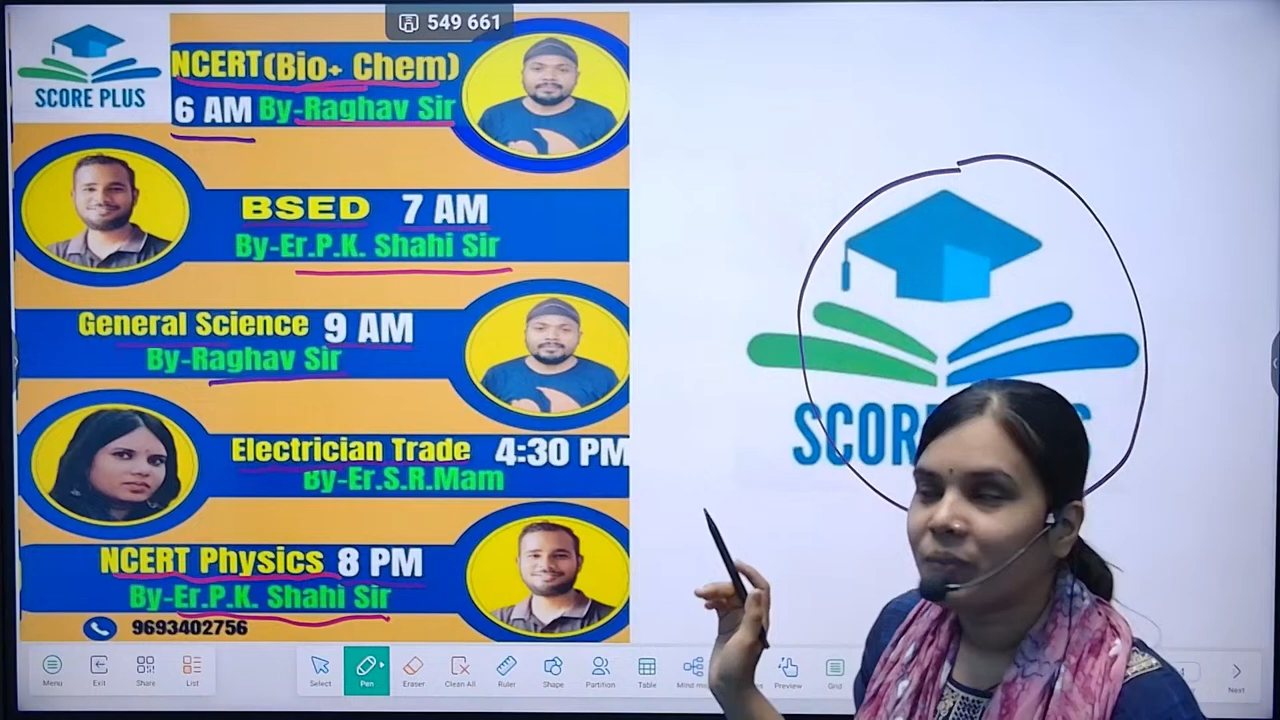 549 661
SCORE PLUS
NCERT(Bio+ Chem)
6 AM By-Raghav Sir
BSED 7 AM
By-Er.P.K. Shahi Sir
General Science 9 AM
By-Raghav Sir
Electrician Trade 4:30 PM
By-Er.S.R.Mam
NCERT Physics 8 PM
By-Er.P.K. Shahi Sir
9693402756
Menu Exit Share List Select Pen Eraser Clean All Ruler Shape Partition Table Preview Grid Next